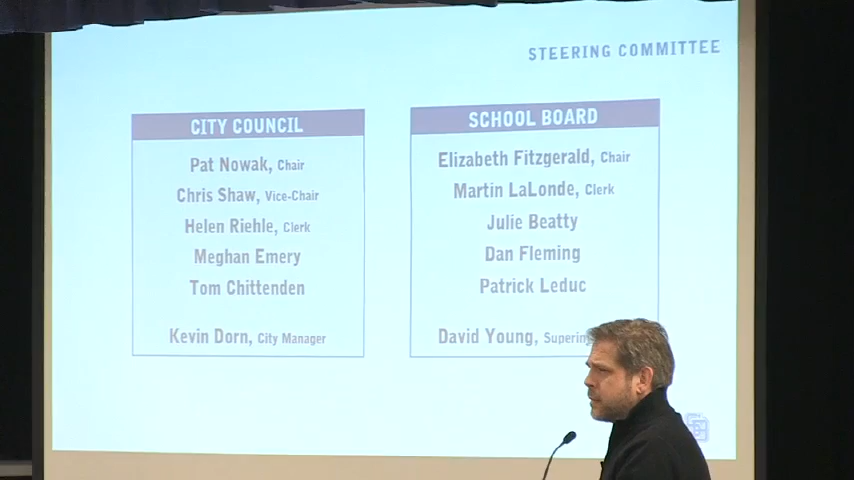 STEERING COMMITTEE
CITY COUNCIL
Pat Nowak, Chair
Chris Shaw, Vice-Chair
Helen Riehle, Clerk
Meghan Emery
Tom Chittenden
Kevin Dorn, City Manager
SCHOOL BOARD
Elizabeth Fitzgerald, Chair
Martin LaLonde, Clerk
Julie Beatty
Dan Fleming
Patrick Leduc
David Young,